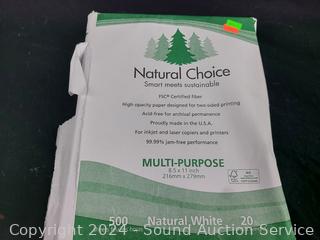 Natural Choice
Smart meets sustainable
FSC® Certified Fiber
High opacity paper designed for two-sided printing
Acid-free for archival permanence
Proudly made in the U.S.A.
For inkjet and laser copiers and printers
99.99% jam-free performance
MULTI-PURPOSE
8.5 x 11 inch
216mm x 279mm
FSC
500 Natural White 20
Copyright 2024 - Sound Auction Service